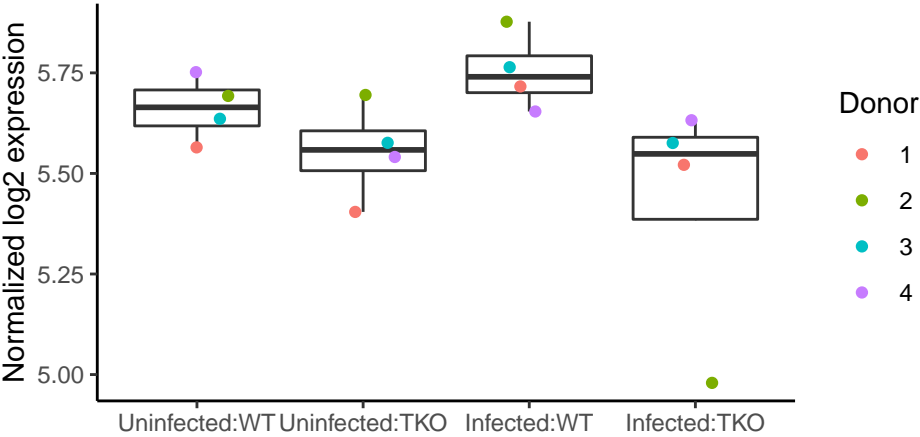 Normalized log2 expression
5.75
5.50
5.25
5.00
Uninfected:WT Uninfected:TKO Infected:WT Infected:TKO
Donor
1
2
3
4